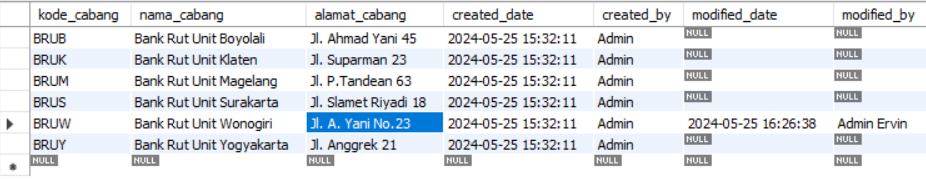 kode_cabang nama_cabang alamat_cabang created_date created_by modified_date modified_by
BRUB Bank Rut Unit Boyolali Jl. Ahmad Yani 45 2024-05-25 15:32:11 Admin NULL NULL
BRUK Bank Rut Unit Klaten Jl. Suparman 23 2024-05-25 15:32:11 Admin NULL NULL
BRUM Bank Rut Unit Magelang Jl. P.Tandean 63 2024-05-25 15:32:11 Admin NULL NULL
BRUS Bank Rut Unit Surakarta Jl. Slamet Riyadi 18 2024-05-25 15:32:11 Admin NULL NULL
BRUW Bank Rut Unit Wonogiri Jl. A. Yani No.23 2024-05-25 15:32:11 Admin 2024-05-25 16:26:38 Admin Ervin
BRUY Bank Rut Unit Yogyakarta Jl. Anggrek 21 2024-05-25 15:32:11 Admin NULL NULL
NULL NULL NULL NULL NULL NULL NULL